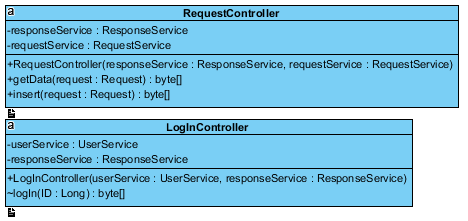 a
RequestController
-responseService : ResponseService
-requestService : RequestService
+RequestController(responseService : ResponseService, requestService : RequestService)
+getData(request : Request) : byte[]
+insert(request : Request) : byte[]
a
LogInController
-userService : UserService
-responseService : ResponseService
+LogInController(userService : UserService, responseService : ResponseService)
~logIn(ID : Long) : byte[]